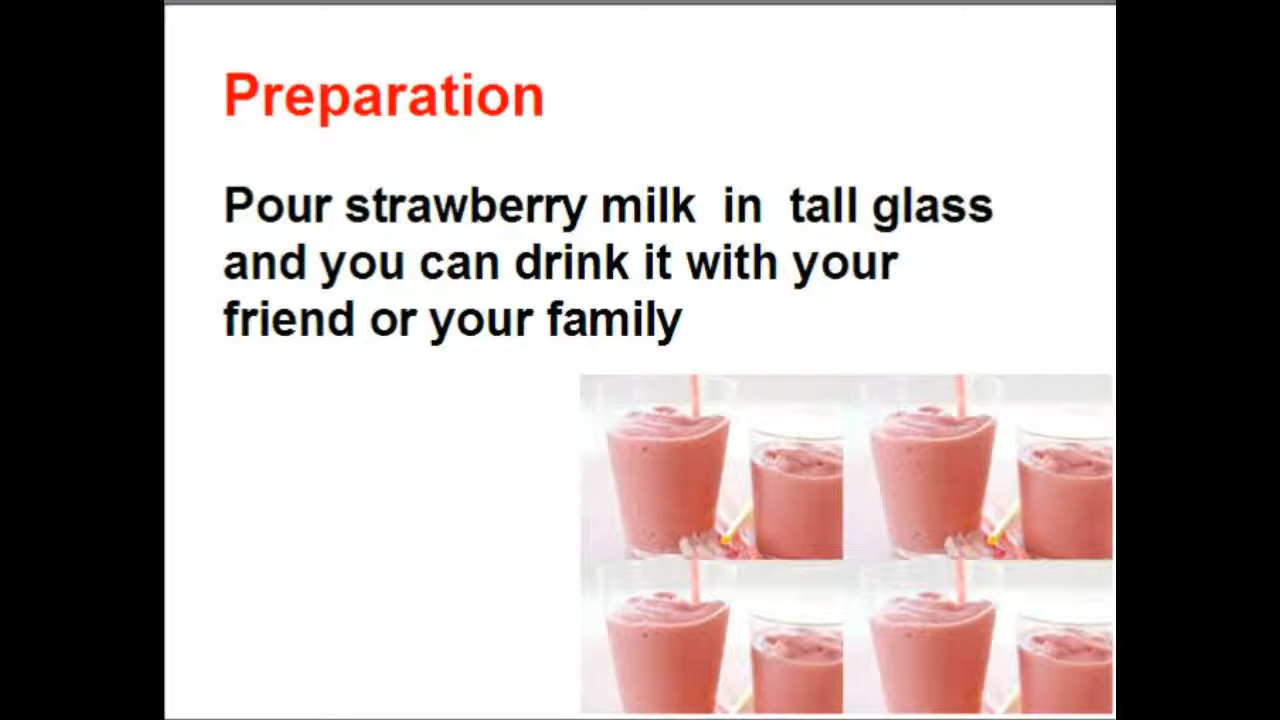 Preparation
Pour strawberry milk in tall glass
and you can drink it with your
friend or your family